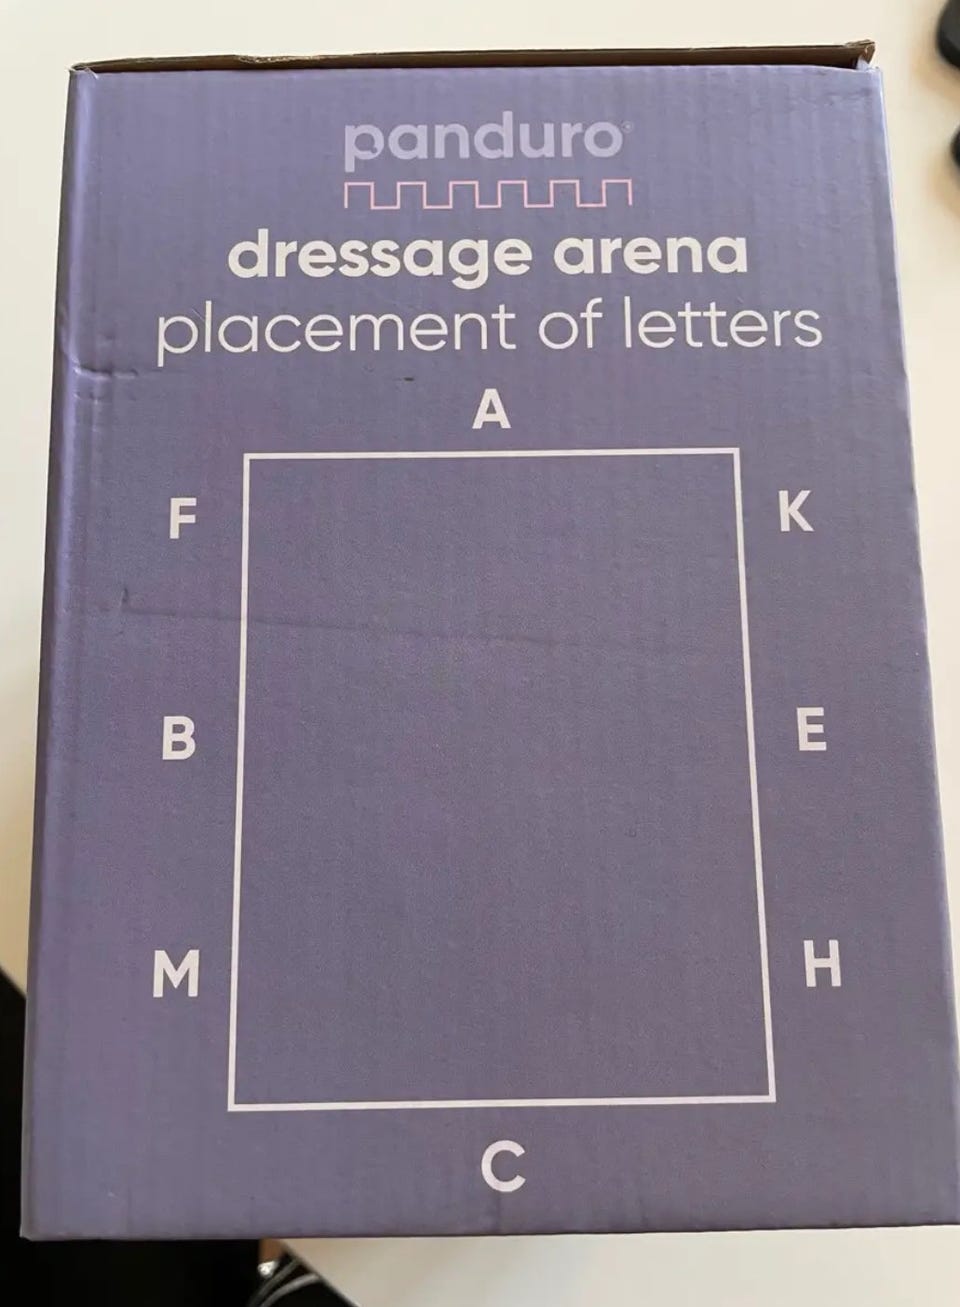 panduro
dressage arena
placement of letters
A
F K
B E
M H
C